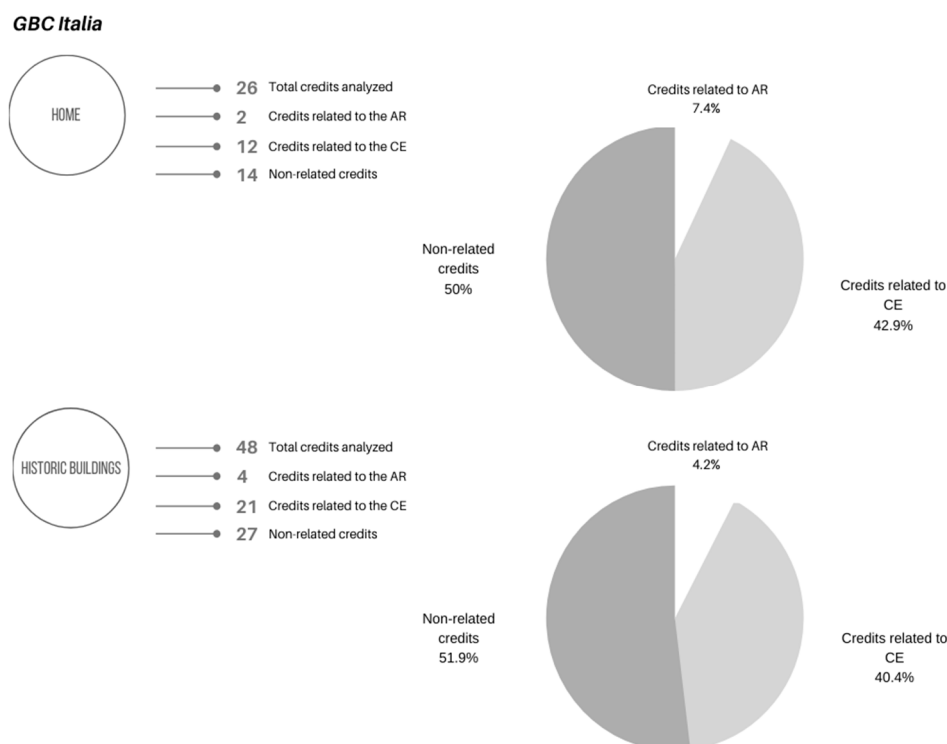 GBC Italia
HOME
26 Total credits analyzed
2 Credits related to the AR
12 Credits related to the CE
14 Non-related credits
Credits related to AR
7.4%
Non-related
credits
50%
Credits related to
CE
42.9%
HISTORIC BUILDINGS
48 Total credits analyzed
4 Credits related to the AR
21 Credits related to the CE
27 Non-related credits
Credits related to AR
4.2%
Non-related
credits
51.9%
Credits related to
CE
40.4%